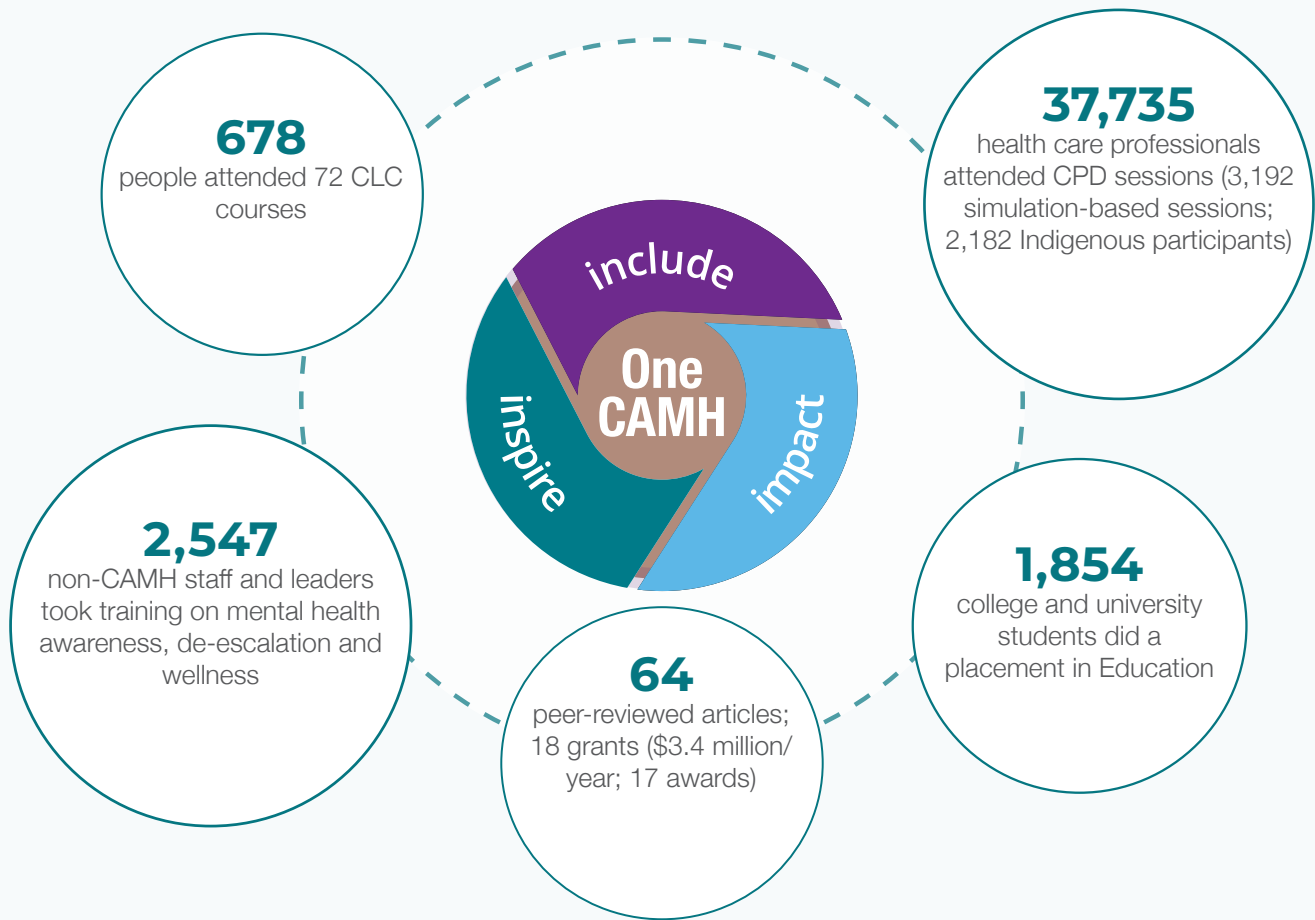 678
people attended 72 CLC
courses
37,735
health care professionals
attended CPD sessions (3,192
simulation-based sessions;
2,182 Indigenous participants)
include
One
CAMH
inspire
impact
2,547
non-CAMH staff and leaders
took training on mental health
awareness, de-escalation and
wellness
1,854
college and university
students did a
placement in Education
64
peer-reviewed articles;
18 grants ($3.4 million/
year; 17 awards)